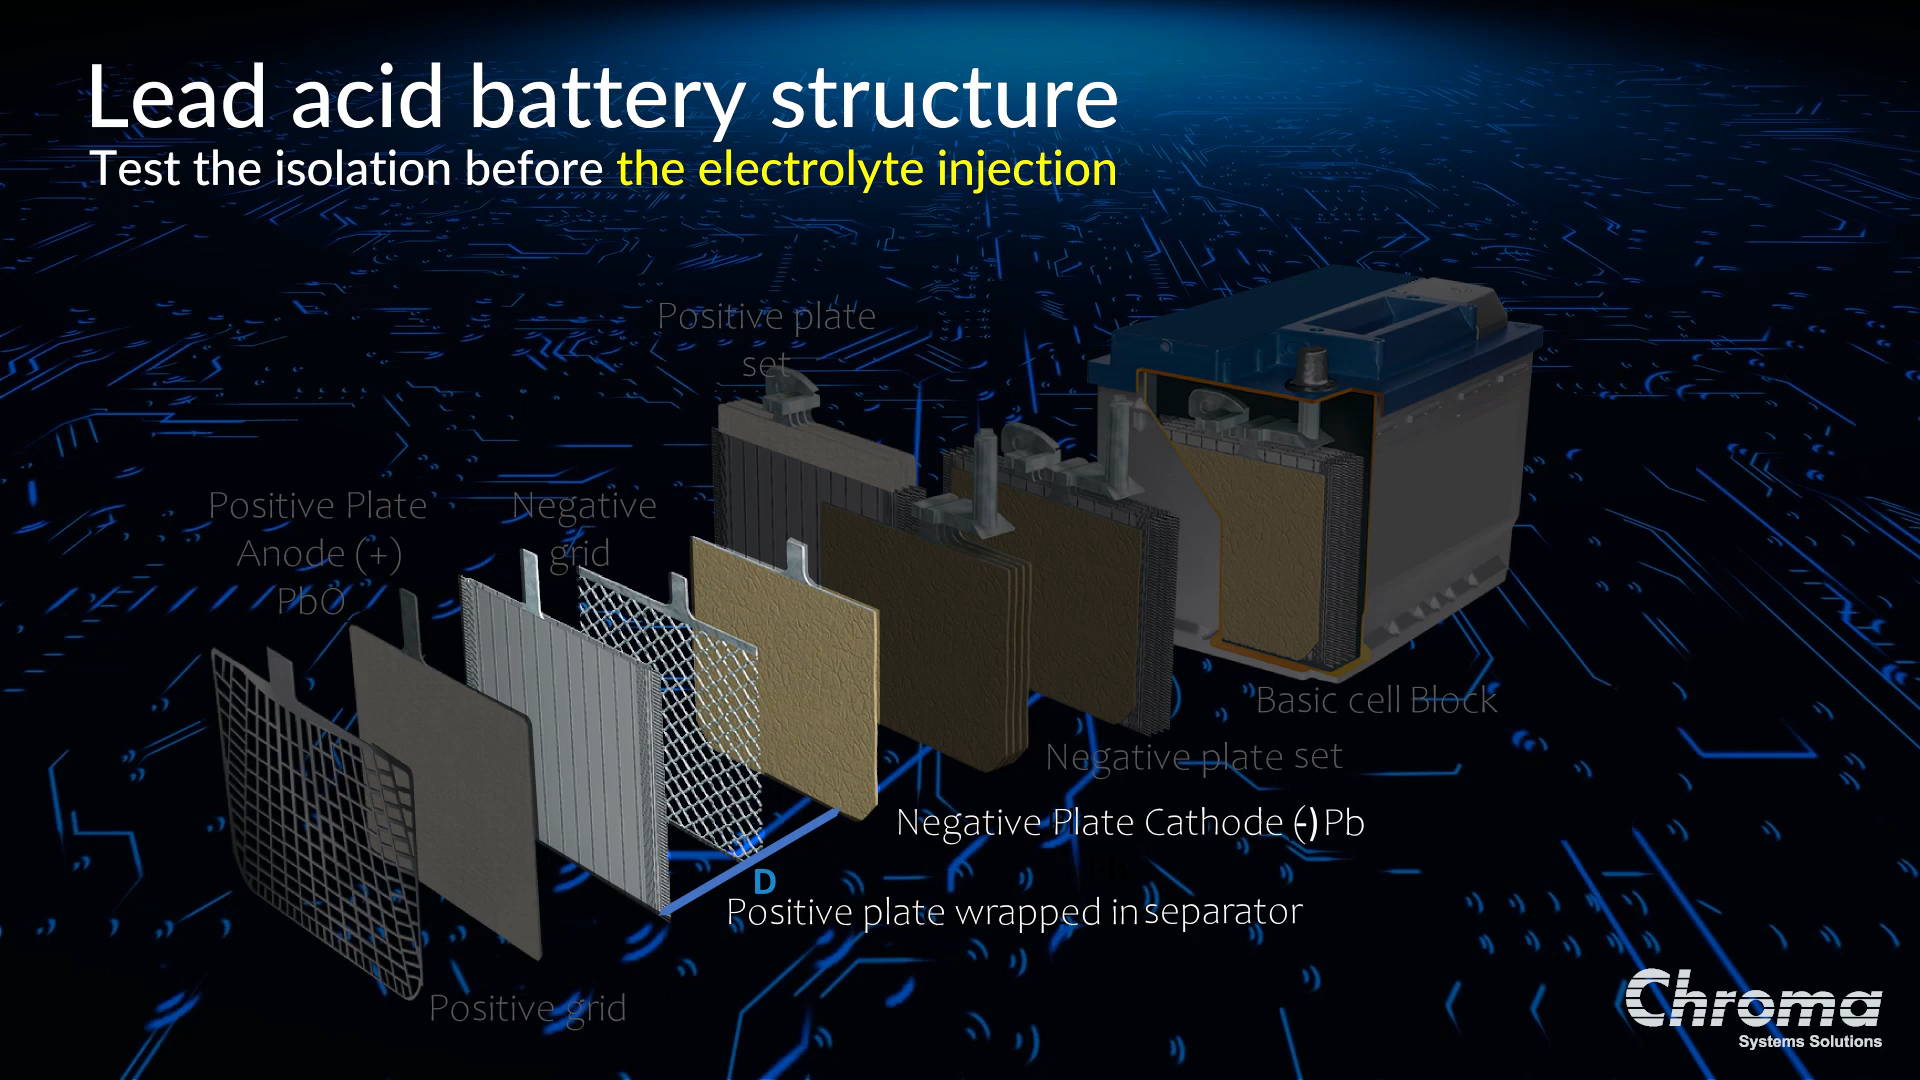 Lead acid battery structure
Test the isolation before the electrolyte injection
Positive plate
set
Positive Plate
Anode (+)
PbO
Negative
grid
Basic cell Block
Negative plate set
Negative Plate Cathode (-) Pb
D
Positive plate wrapped in separator
Positive grid
Chroma
Systems Solutions